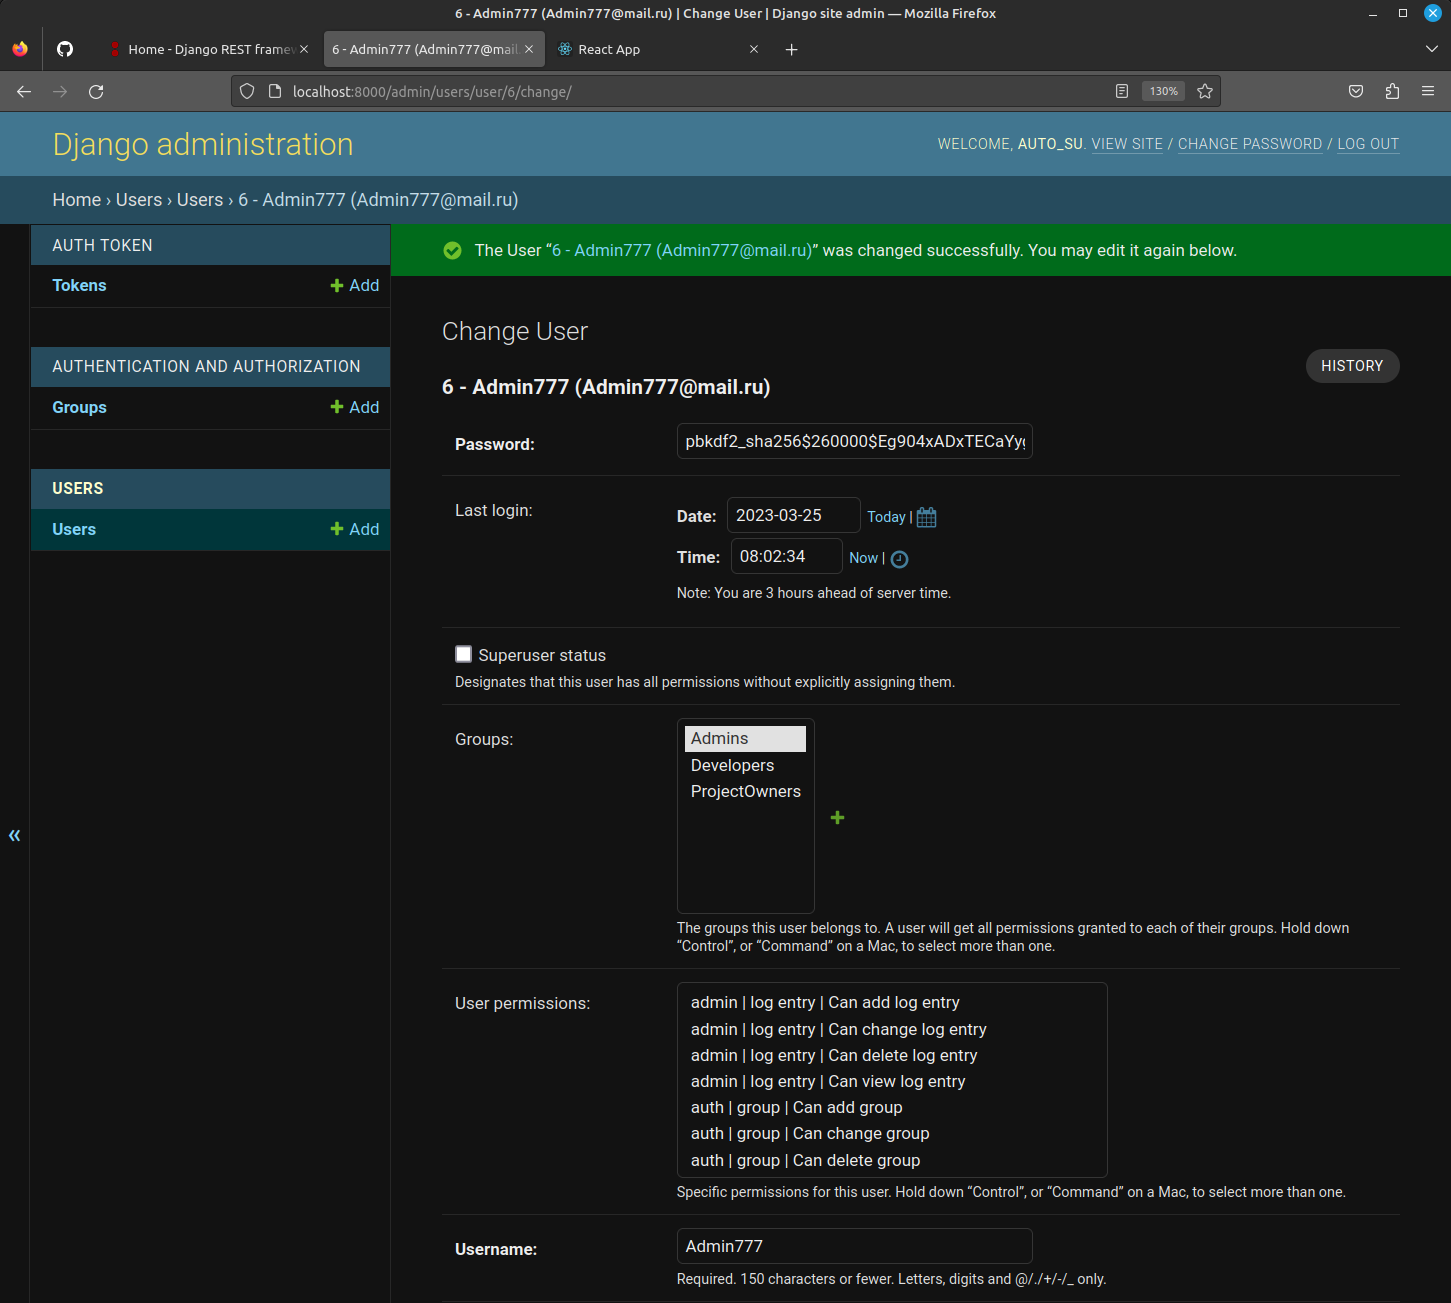 6 - Admin777 (Admin777@mail.ru) | Change User | Django site admin — Mozilla Firefox
Home - Django REST framew
6 - Admin777 (Admin777@mail
React App
localhost:8000/admin/users/user/6/change/
130%
Django administration
WELCOME, AUTO_SU. VIEW SITE / CHANGE PASSWORD / LOG OUT
Home › Users › Users › 6 - Admin777 (Admin777@mail.ru)
AUTH TOKEN
Tokens
Add
AUTHENTICATION AND AUTHORIZATION
Groups
Add
USERS
Users
Add
«
The User “6 - Admin777 (Admin777@mail.ru)” was changed successfully. You may edit it again below.
Change User
HISTORY
6 - Admin777 (Admin777@mail.ru)
Password:
pbkdf2_sha256$260000$Eg904xADxTECaYyg
Last login:
Date: 2023-03-25 Today |
Time: 08:02:34 Now |
Note: You are 3 hours ahead of server time.
Superuser status
Designates that this user has all permissions without explicitly assigning them.
Groups:
Admins
Developers
ProjectOwners
The groups this user belongs to. A user will get all permissions granted to each of their groups. Hold down
“Control”, or “Command” on a Mac, to select more than one.
User permissions:
admin | log entry | Can add log entry
admin | log entry | Can change log entry
admin | log entry | Can delete log entry
admin | log entry | Can view log entry
auth | group | Can add group
auth | group | Can change group
auth | group | Can delete group
Specific permissions for this user. Hold down “Control”, or “Command” on a Mac, to select more than one.
Username:
Admin777
Required. 150 characters or fewer. Letters, digits and @/./+/-/_ only.